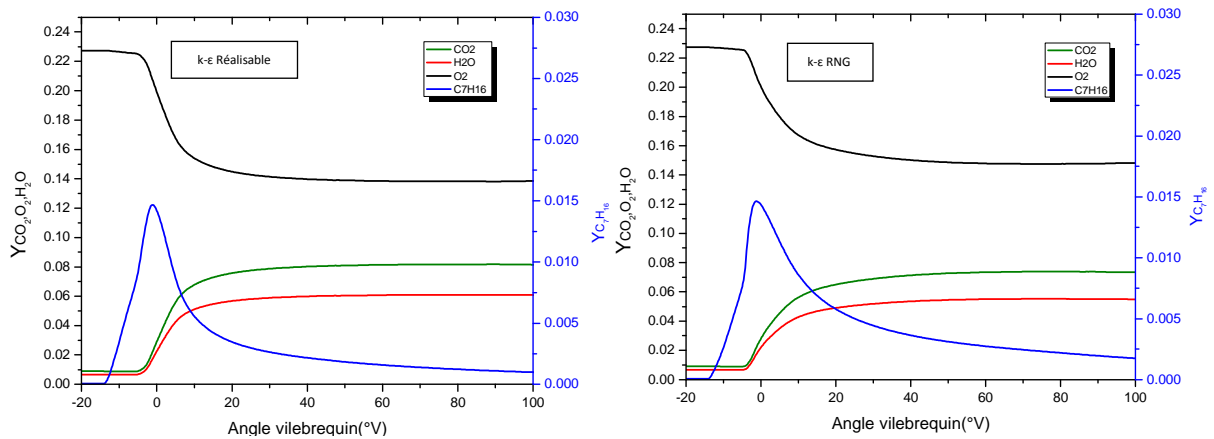 k-ε Réalisable
CO2
H2O
O2
C7H16
0.24
0.22
0.20
0.18
0.16
0.14
0.12
0.10
0.08
0.06
0.04
0.02
0.00
YCO2,O2,H2O
0.030
0.025
0.020
0.015
0.010
0.005
0.000
YC7H16
-20 0 20 40 60 80 100
Angle vilebrequin(°V)
k-ε RNG
CO2
H2O
O2
C7H16
0.24
0.22
0.20
0.18
0.16
0.14
0.12
0.10
0.08
0.06
0.04
0.02
0.00
YCO2,O2,H2O
0.030
0.025
0.020
0.015
0.010
0.005
0.000
YC7H16
-20 0 20 40 60 80 100
Angle vilebrequin(°V)